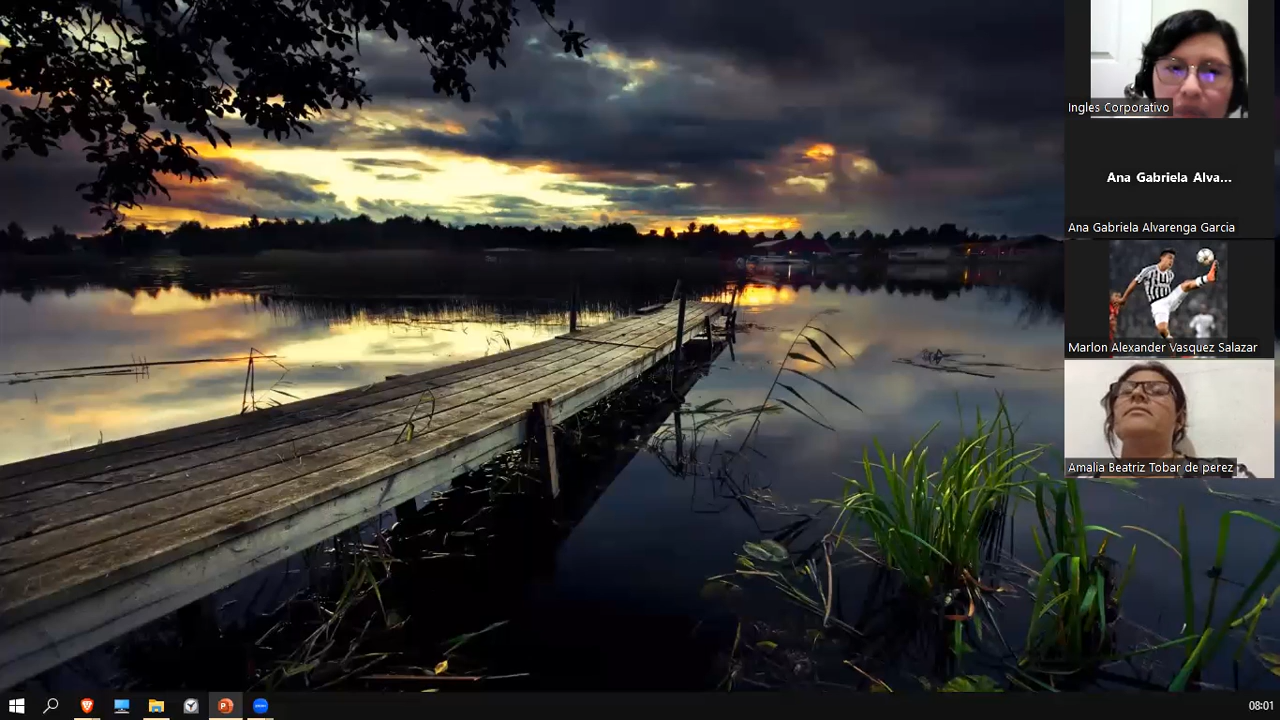 Ingles Corporativo
Ana Gabriela Alva...
Ana Gabriela Alvarenga Garcia
Marlon Alexander Vasquez Salazar
Amalia Beatriz Tobar de perez
08:01